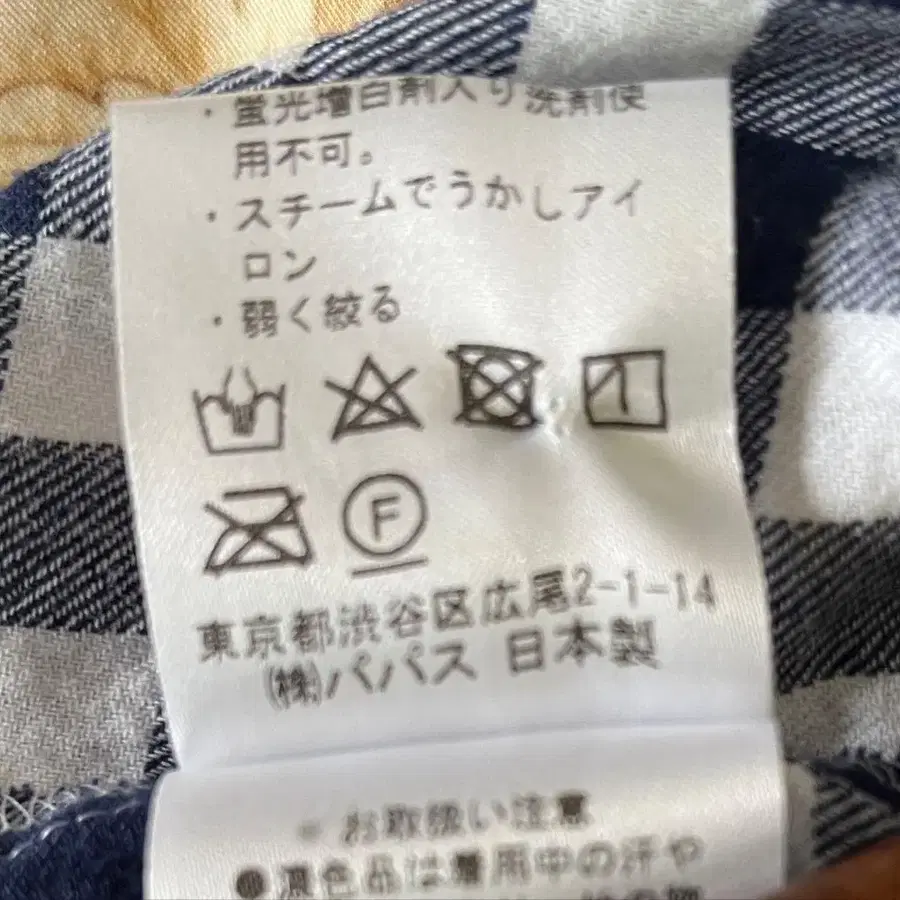 ・蛍光増白剤入り洗剤使
用不可。
・スチームでうかしアイ
ロン
・弱く絞る
F
東京都渋谷区広尾2-1-14
㈱パパス 日本製
お取扱い注意
●濃色品は着用中の汗や